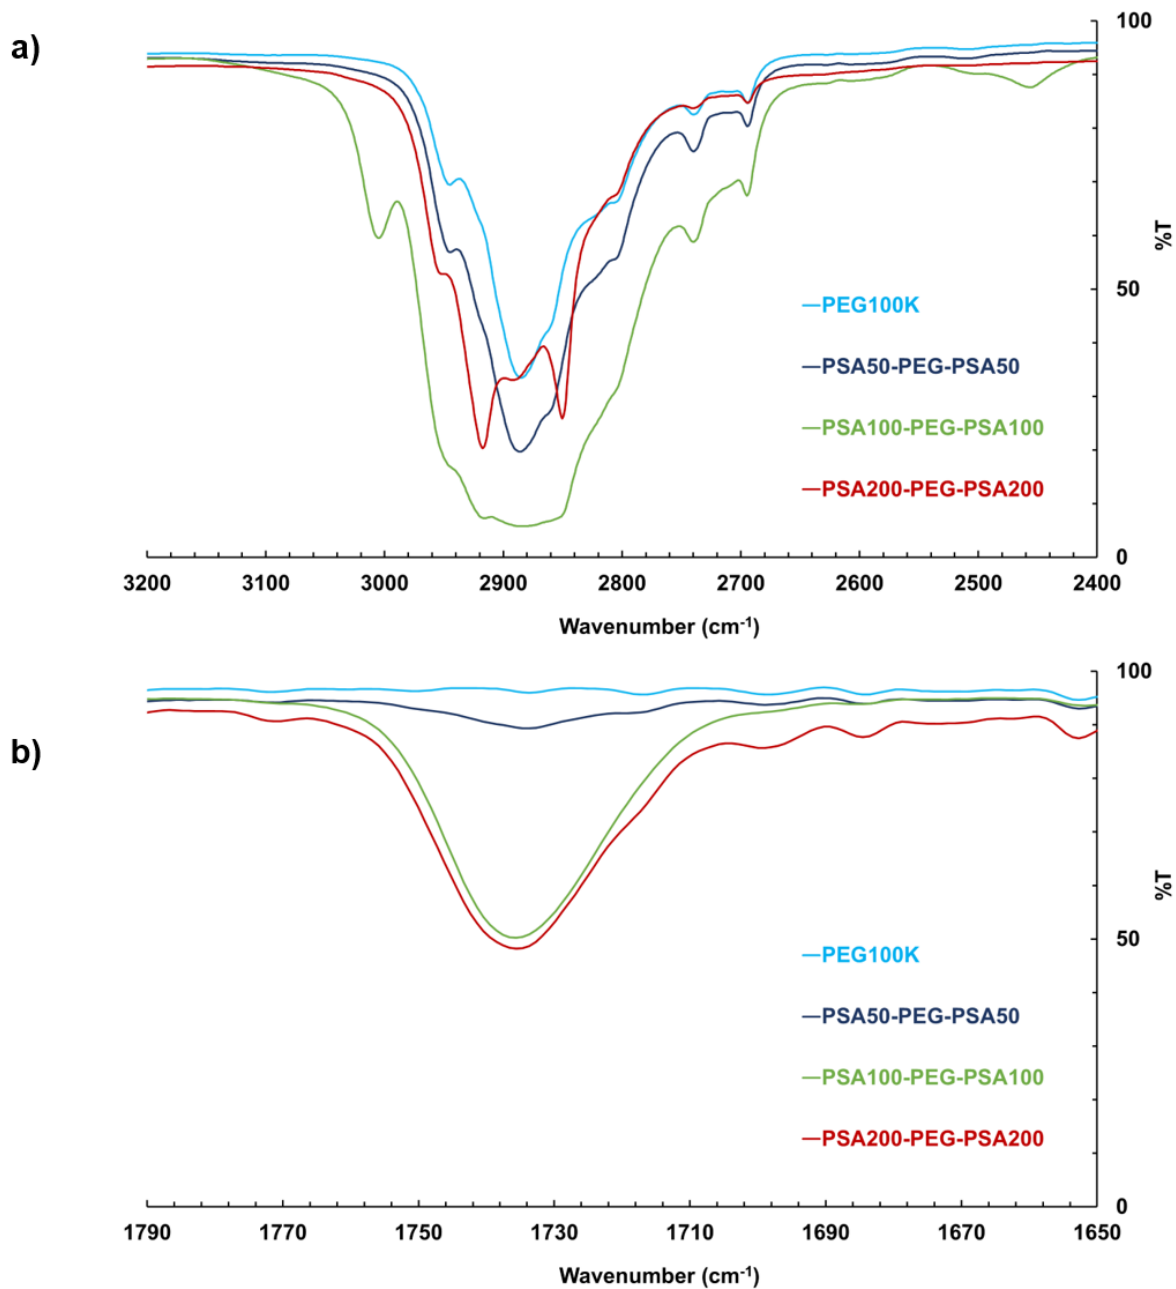 a)
100
%T
50
PEG100K
PSA50-PEG-PSA50
PSA100-PEG-PSA100
PSA200-PEG-PSA200
0
3200 3100 3000 2900 2800 2700 2600 2500 2400
Wavenumber (cm-1)
100
b)
%T
50
PEG100K
PSA50-PEG-PSA50
PSA100-PEG-PSA100
PSA200-PEG-PSA200
0
1790 1770 1750 1730 1710 1690 1670 1650
Wavenumber (cm-1)